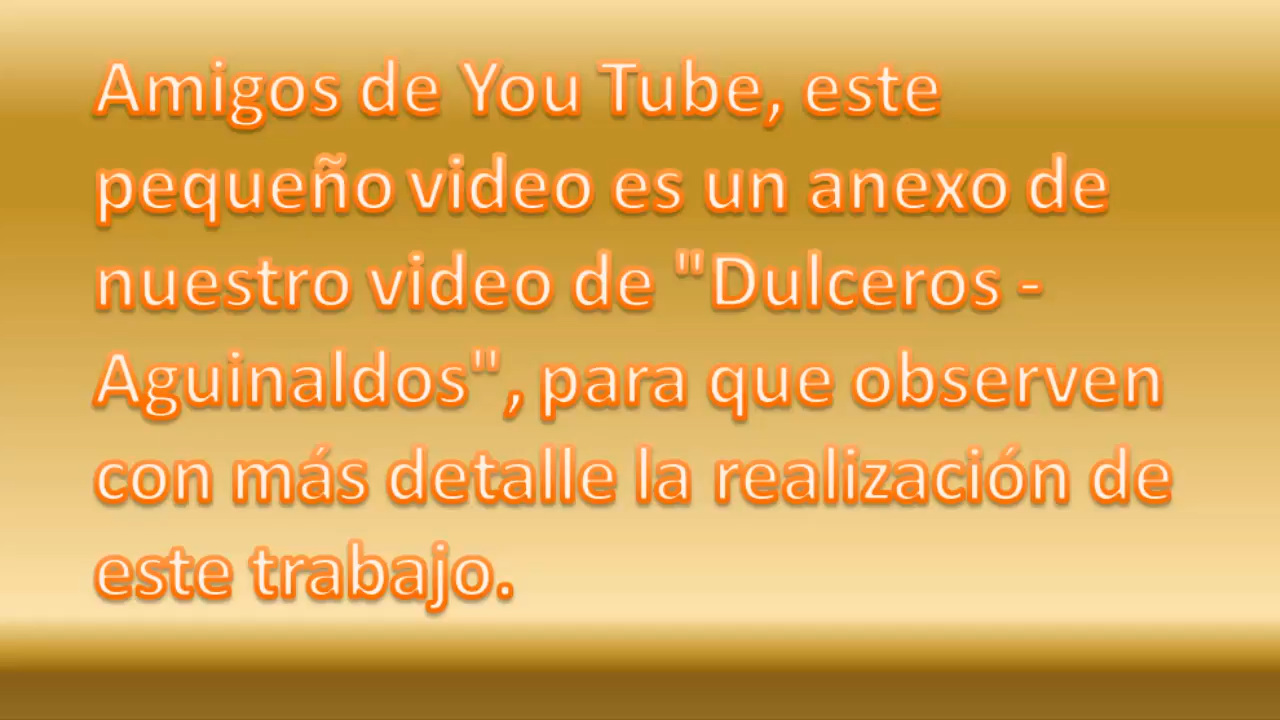 Amigos de You Tube, este
pequeño video es un anexo de
nuestro video de "Dulceros -
Aguinaldos", para que observen
con más detalle la realización de
este trabajo.